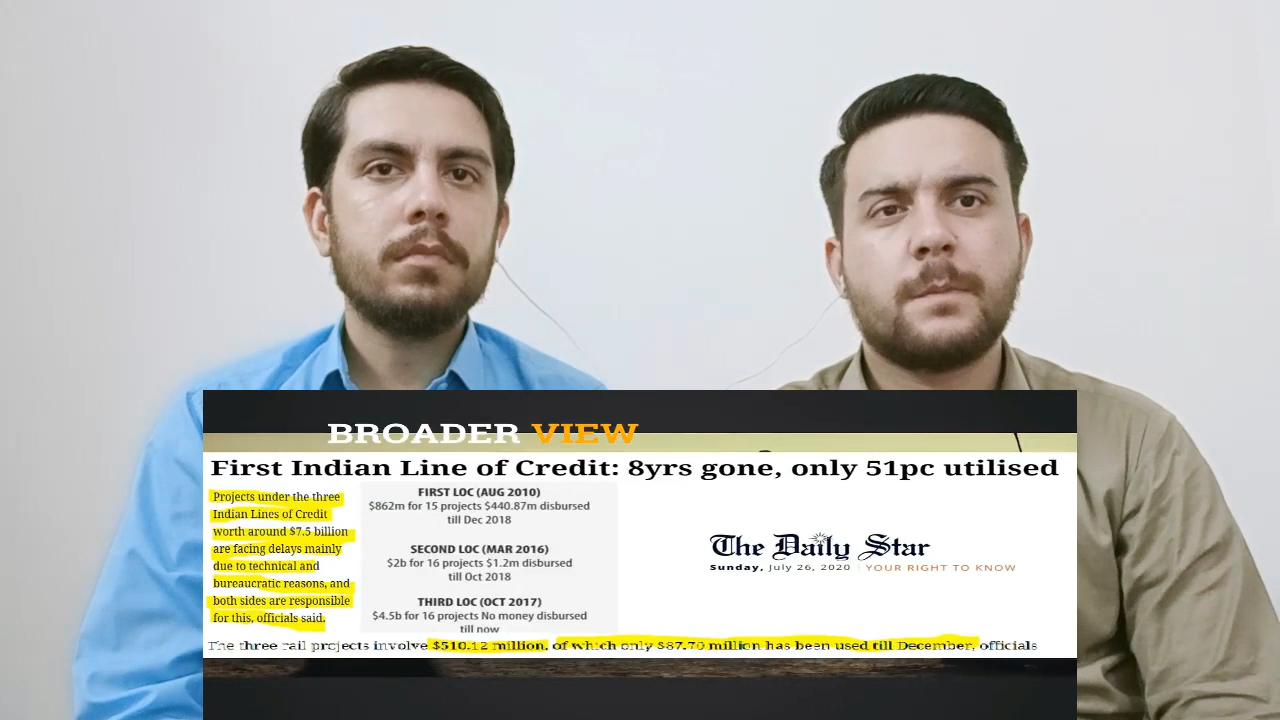 BROADER VIEW
First Indian Line of Credit: 8yrs gone, only 51pc utilised
Projects under the three
Indian Lines of Credit
worth around $7.5 billion
are facing delays mainly
due to technical and
bureaucratic reasons, and
both sides are responsible
for this, officials said.
FIRST LOC (AUG 2010)
$862m for 15 projects $440.87m disbursed
till Dec 2018
SECOND LOC (MAR 2016)
$2b for 16 projects $1.2m disbursed
till Oct 2018
THIRD LOC (OCT 2017)
$4.5b for 16 projects No money disbursed
till now
The Daily Star
Sunday, July 26, 2020 | YOUR RIGHT TO KNOW
The three rail projects involve $510.12 million, of which only $87.70 million has been used till December, officials